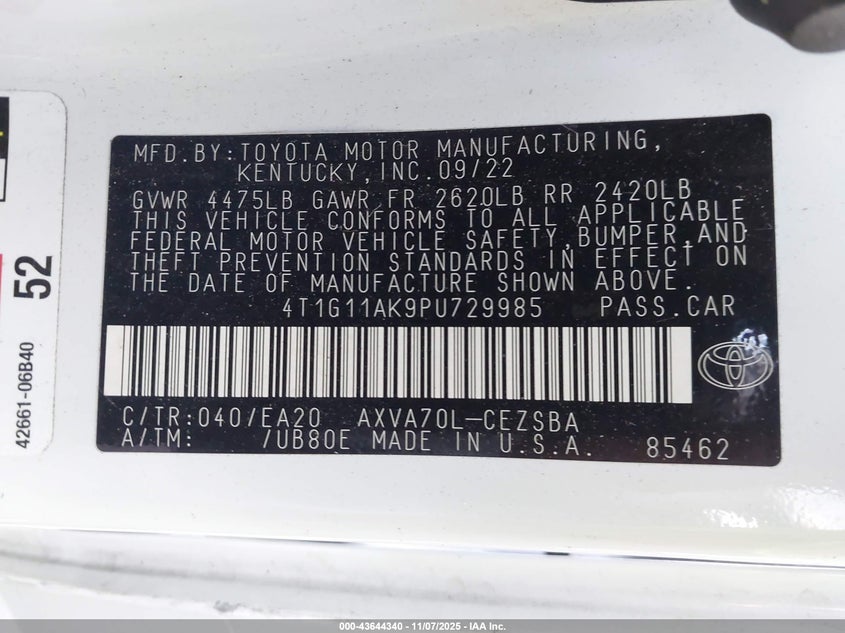 MFD.BY:TOYOTA MOTOR MANUFACTURING,
KENTUCKY,INC.09/22
GVWR 4475LB GAWR FR 2620LB RR 2420LB
THIS VEHICLE CONFORMS TO ALL APPLICABLE
FEDERAL MOTOR VEHICLE SAFETY,BUMPER,AND
THEFT PREVENTION STANDARDS IN EFFECT ON
THE DATE OF MANUFACTURE SHOWN ABOVE.
4T1G11AK9PU729985 PASS.CAR
C/TR:040/EA20 AXVA70L-CEZSBA
A/TM: /UB80E MADE IN U.S.A. 85462
52
42661-06B40
000-43644340 - 11/07/2025 - IAA Inc.